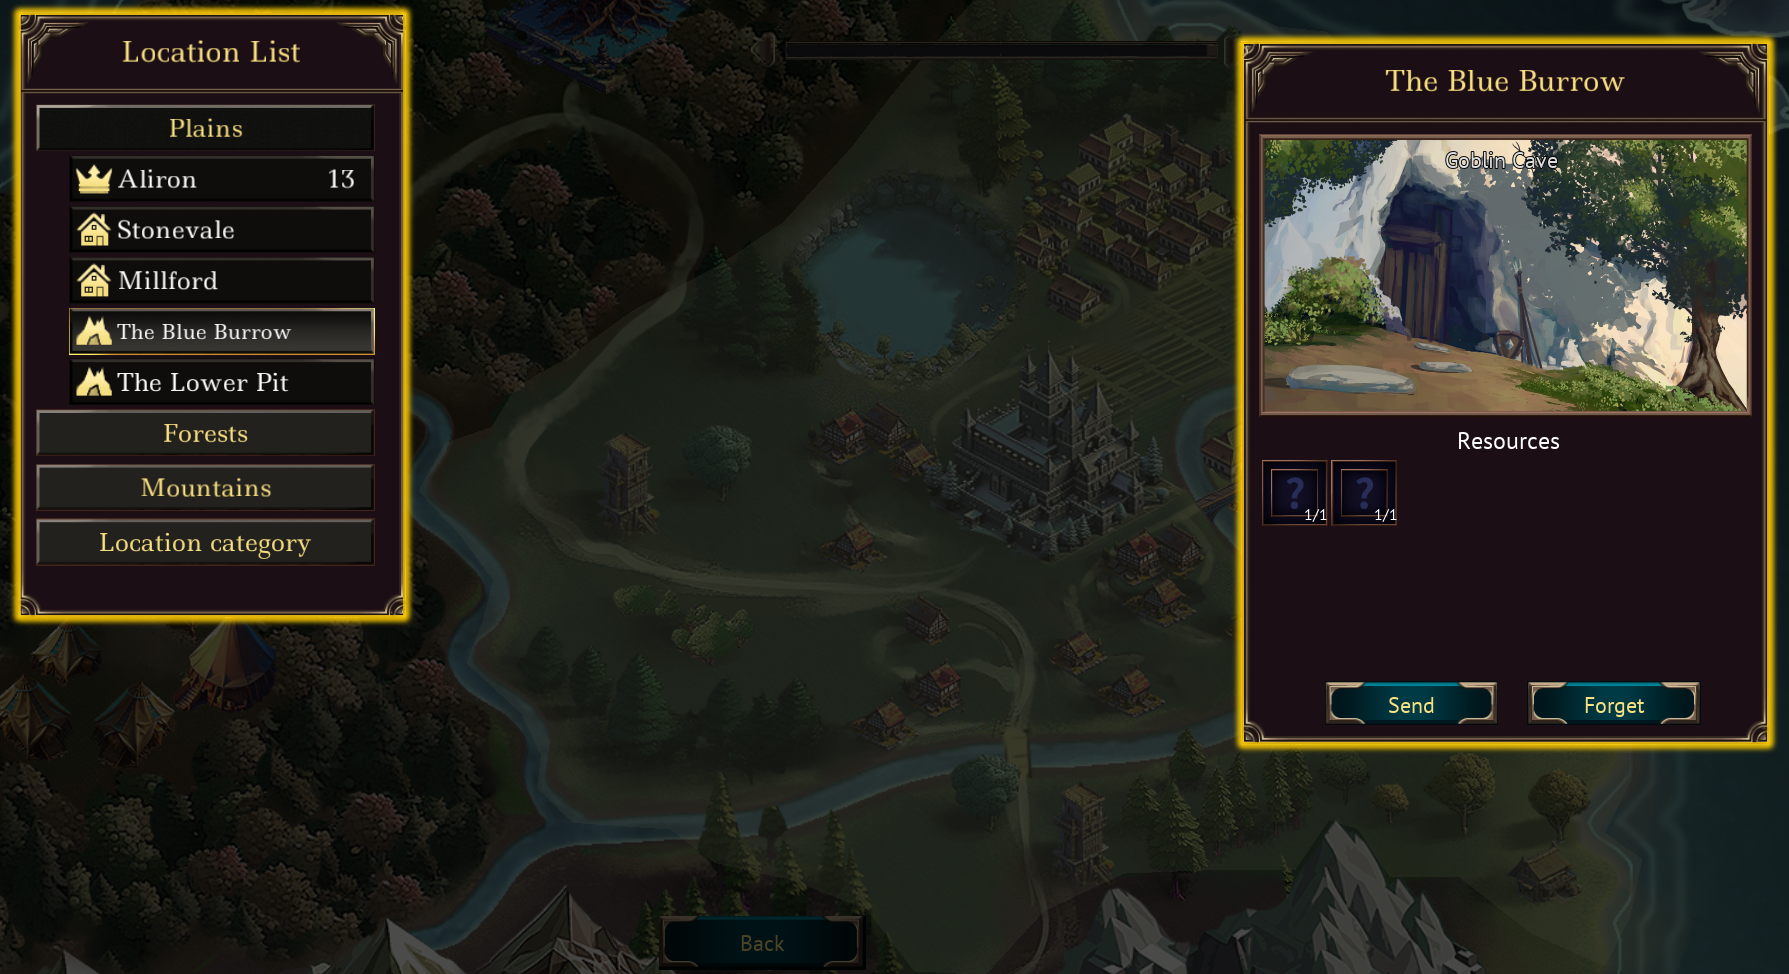 Location List
Plains
Aliron 13
Stonevale
Millford
The Blue Burrow
The Lower Pit
Forests
Mountains
Location category
The Blue Burrow
Goblin Cave
Resources
? 1/1
? 1/1
Send
Forget
Back